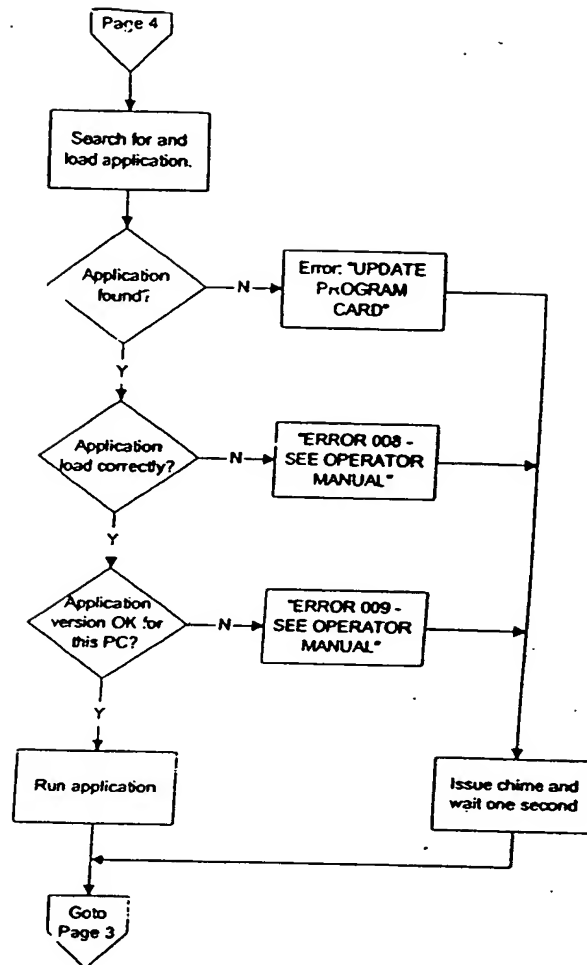 Page 4
Search for and
load application.
Application
found?
N
Error: "UPDATE
PROGRAM
CARD"
Y
Application
load correctly?
N
"ERROR 008 -
SEE OPERATOR
MANUAL"
Y
Application
version OK for
this PC?
N
"ERROR 009 -
SEE OPERATOR
MANUAL"
Y
Run application
Issue chime and
wait one second
Goto
Page 3